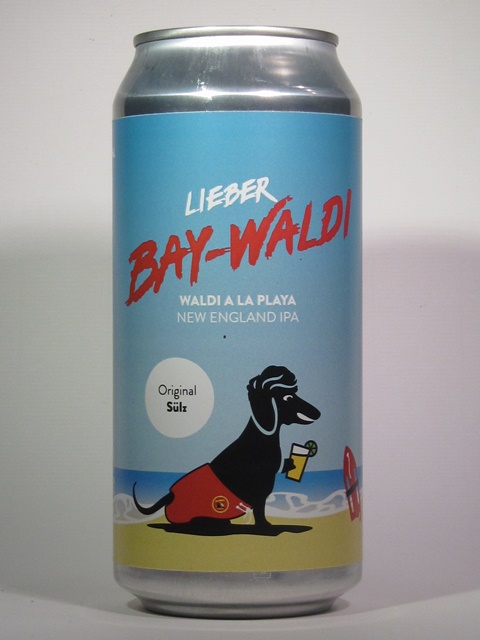 LIEBER
BAY-WALDI
WALDI A LA PLAYA
NEW ENGLAND IPA
Original
Sülz